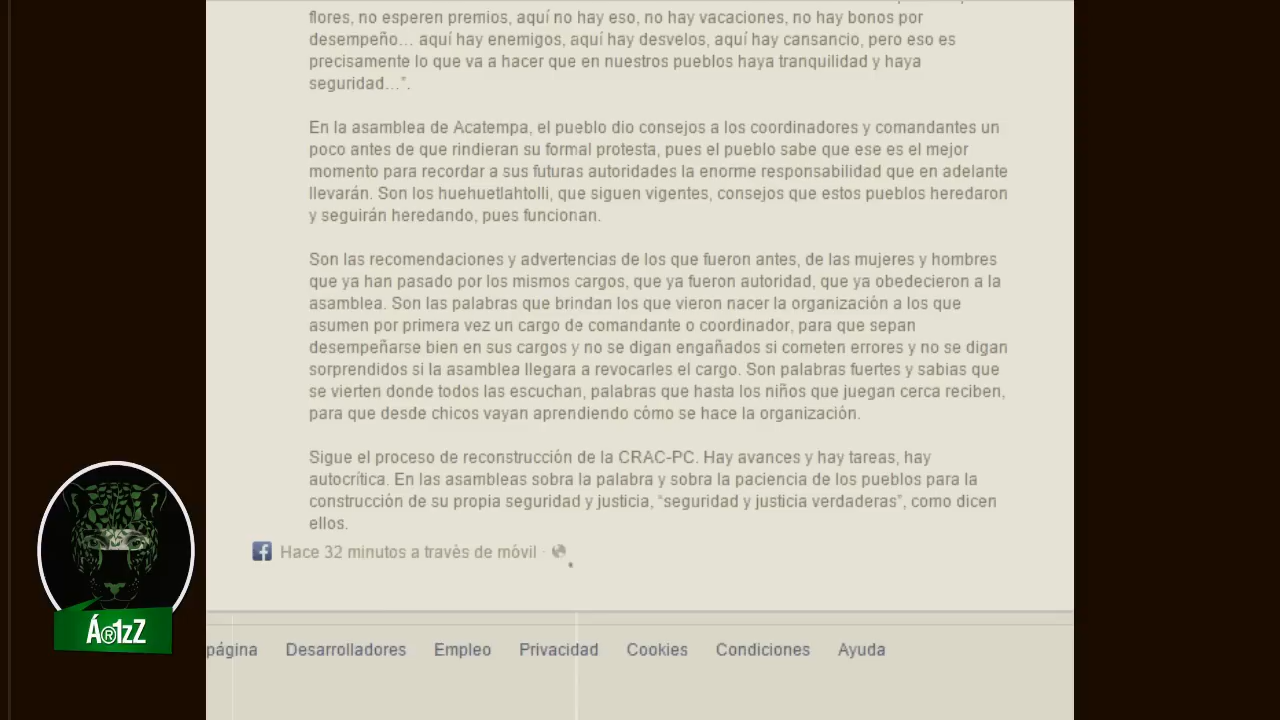 flores, no esperen premios, aquí no hay eso, no hay vacaciones, no hay bonos por
desempeño… aquí hay enemigos, aquí hay desvelos, aquí hay cansancio, pero eso es
precisamente lo que va a hacer que en nuestros pueblos haya tranquilidad y haya
seguridad…”.
En la asamblea de Acatempa, el pueblo dio consejos a los coordinadores y comandantes un
poco antes de que rindieran su formal protesta, pues el pueblo sabe que ese es el mejor
momento para recordar a sus futuras autoridades la enorme responsabilidad que en adelante
llevarán. Son los huehuetlahtolli, que siguen vigentes, consejos que estos pueblos heredaron
y seguirán heredando, pues funcionan.
Son las recomendaciones y advertencias de los que fueron antes, de las mujeres y hombres
que ya han pasado por los mismos cargos, que ya fueron autoridad, que ya obedecieron a la
asamblea. Son las palabras que brindan los que vieron nacer la organización a los que
asumen por primera vez un cargo de comandante o coordinador, para que sepan
desempeñarse bien en sus cargos y no se digan engañados si cometen errores y no se digan
sorprendidos si la asamblea llegara a revocarles el cargo. Son palabras fuertes y sabias que
se vierten donde todos las escuchan, palabras que hasta los niños que juegan cerca reciben,
para que desde chicos vayan aprendiendo cómo se hace la organización.
Sigue el proceso de reconstrucción de la CRAC-PC. Hay avances y hay tareas, hay
autocrítica. En las asambleas sobra la palabra y sobra la paciencia de los pueblos para la
construcción de su propia seguridad y justicia, “seguridad y justicia verdaderas”, como dicen
ellos.
Hace 32 minutos a travès de móvil ·
Á®1zZ
página Desarrolladores Empleo Privacidad Cookies Condiciones Ayuda